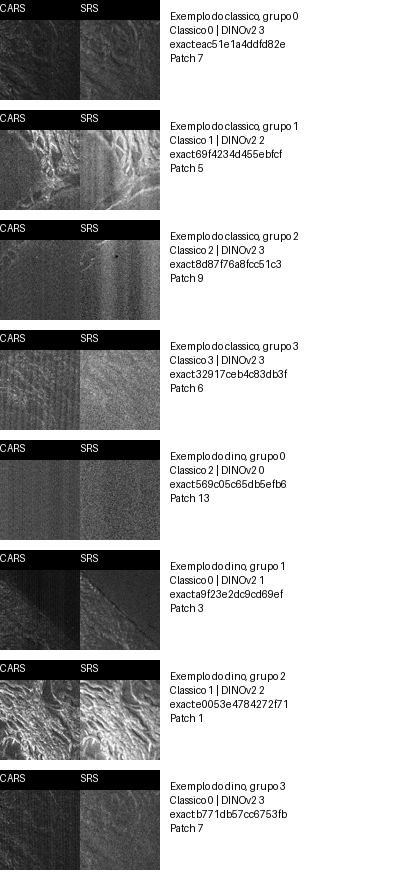 CARS SRS
Exemplo do classico, grupo 0
Classico 0 | DINOv2 3
exact:eac51e1a4ddfd82e
Patch 7
CARS SRS
Exemplo do classico, grupo 1
Classico 1 | DINOv2 2
exact:69f4234d455ebfcf
Patch 5
CARS SRS
Exemplo do classico, grupo 2
Classico 2 | DINOv2 3
exact:8d87f76a8fcc51c3
Patch 9
CARS SRS
Exemplo do classico, grupo 3
Classico 3 | DINOv2 3
exact:32917ceb4c83db3f
Patch 6
CARS SRS
Exemplo do dino, grupo 0
Classico 2 | DINOv2 0
exact:569c05c65db5efb6
Patch 13
CARS SRS
Exemplo do dino, grupo 1
Classico 0 | DINOv2 1
exact:a9f23e2dc9cd69ef
Patch 3
CARS SRS
Exemplo do dino, grupo 2
Classico 1 | DINOv2 2
exact:e0053e4784272f71
Patch 1
CARS SRS
Exemplo do dino, grupo 3
Classico 0 | DINOv2 3
exact:b771db57cc6753fb
Patch 7